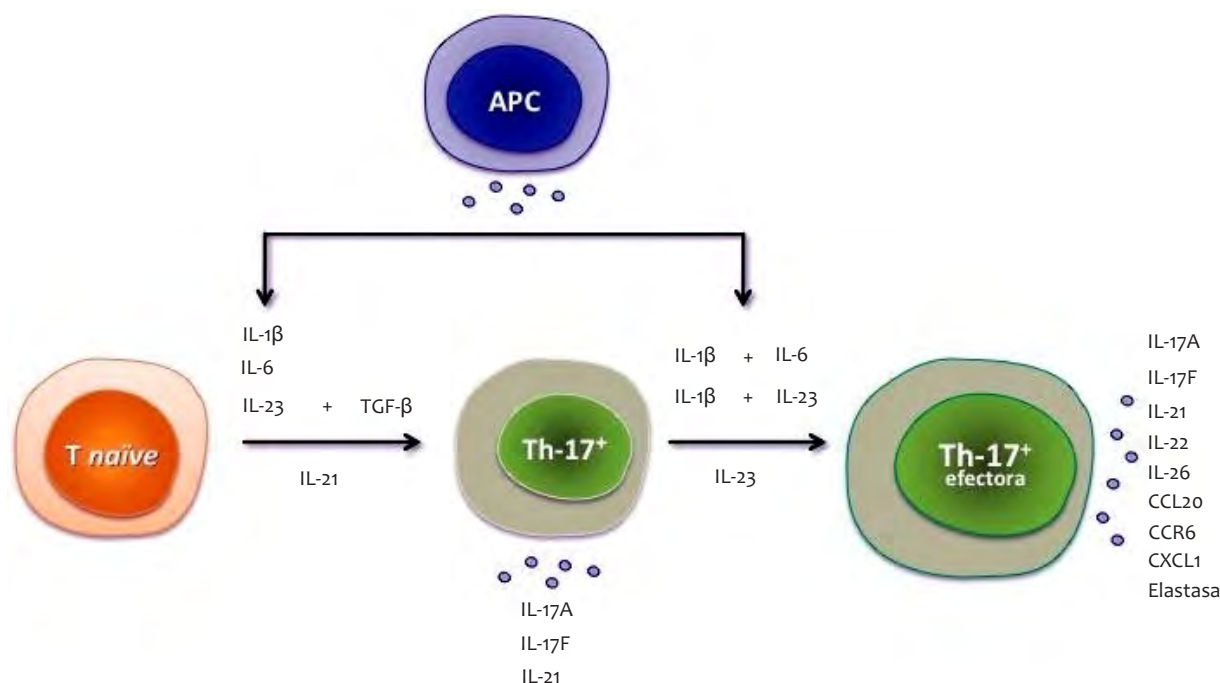 APC
IL-1β
IL-6
IL-23 + TGF-β
IL-21
T naïve
Th-17⁺
IL-17A
IL-17F
IL-21
IL-1β + IL-6
IL-1β + IL-23
IL-23
Th-17⁺
efectora
IL-17A
IL-17F
IL-21
IL-22
IL-26
CCL20
CCR6
CXCL1
Elastasa